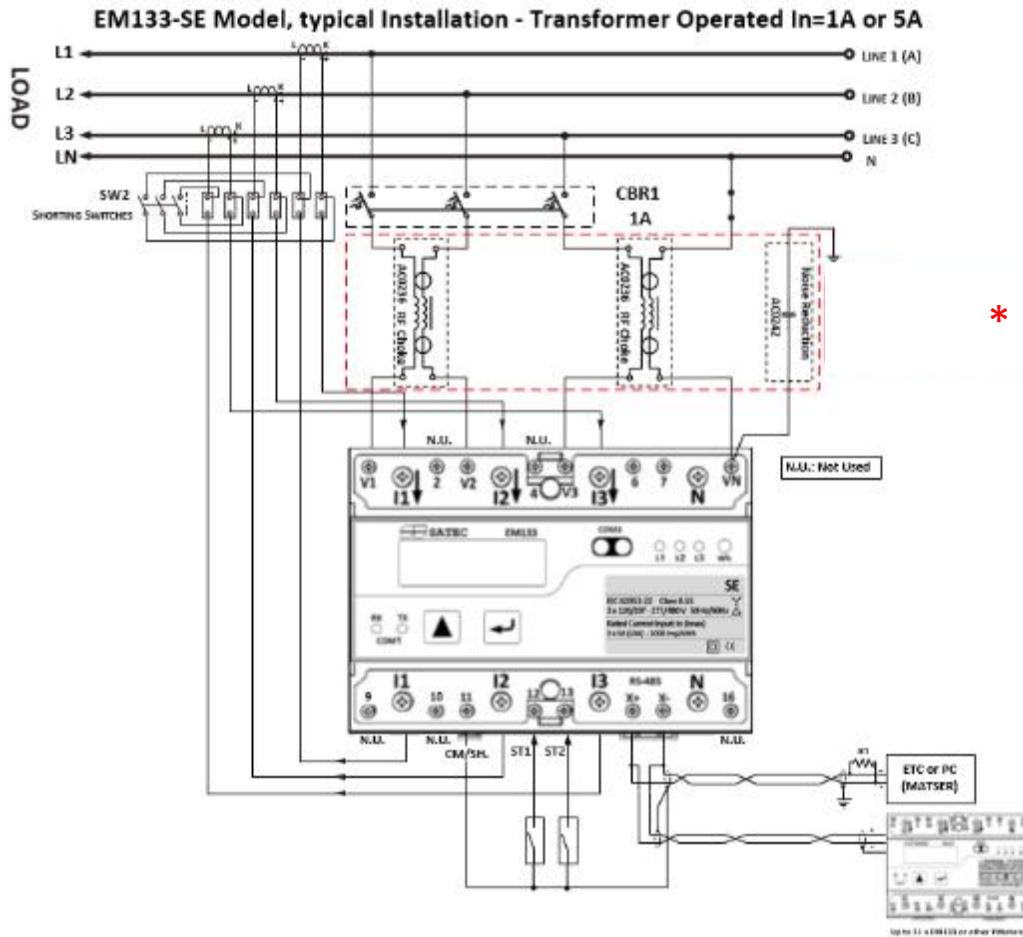 EM133-SE Model, typical Installation - Transformer Operated In=1A or 5A
LOAD
L1
L K
LINE 1 (A)
L2
L K
LINE 2 (B)
L3
L K
LINE 3 (C)
LN
N
SW2
SHORTING SWITCHES
CBR1
1A
AC0236 RF Choke
AC0236 RF Choke
Noise Reduction
AC0242
*
N.U.
N.U.
N.U.: Not Used
V1
I1
2
V2
I2
4
V3
I3
6
7
N
VN
SATEC
EM133
COM2
L1
L2
L3
Wh
SE
RX
TX
COM1
9
I1
10
11
I2
12
13
I3
RS-485
X+
X-
N
16
N.U.
N.U.
CM/SH.
ST1
ST2
N.U.
ETC or PC
(MATSER)